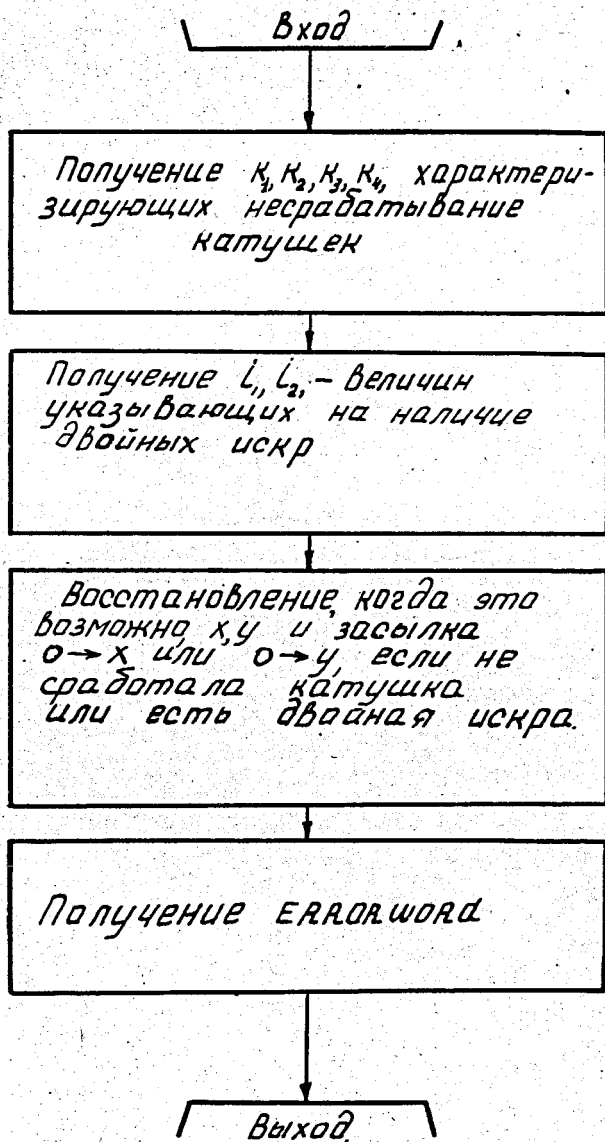 Вход
Получение K₁, K₂, K₃, K₄, характери-
зирующих несрабатывание
катушек
Получение i₁, i₂, – величин
указывающих на наличие
двойных искр
Восстановление, когда это
возможно x, y и засылка
0→x или 0→y, если не
сработала катушка
или есть двойная искра.
Получение ERRORWORD
Выход